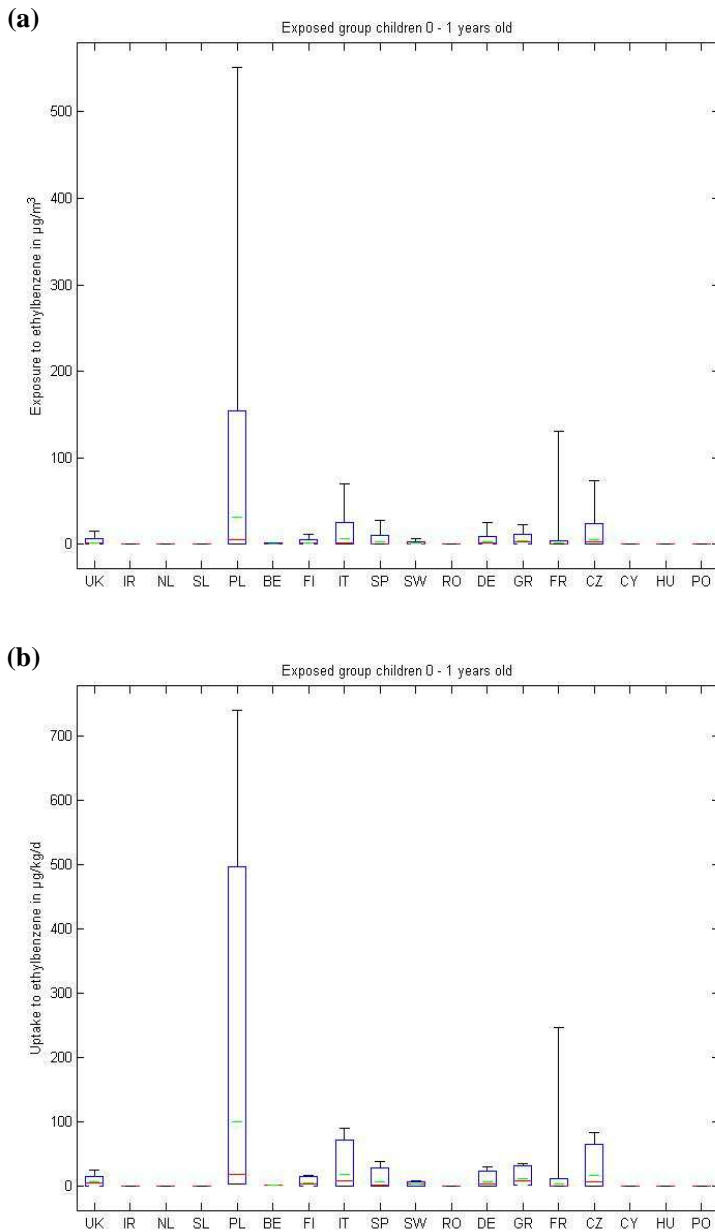 (a)
Exposed group children 0 - 1 years old
500
400
300
200
100
0
Exposure to ethylbenzene in µg/m³
UK IR NL SL PL BE FI IT SP SW RO DE GR FR CZ CY HU PO
(b)
Exposed group children 0 - 1 years old
700
600
500
400
300
200
100
0
Uptake to ethylbenzene in µg/kg/d
UK IR NL SL PL BE FI IT SP SW RO DE GR FR CZ CY HU PO